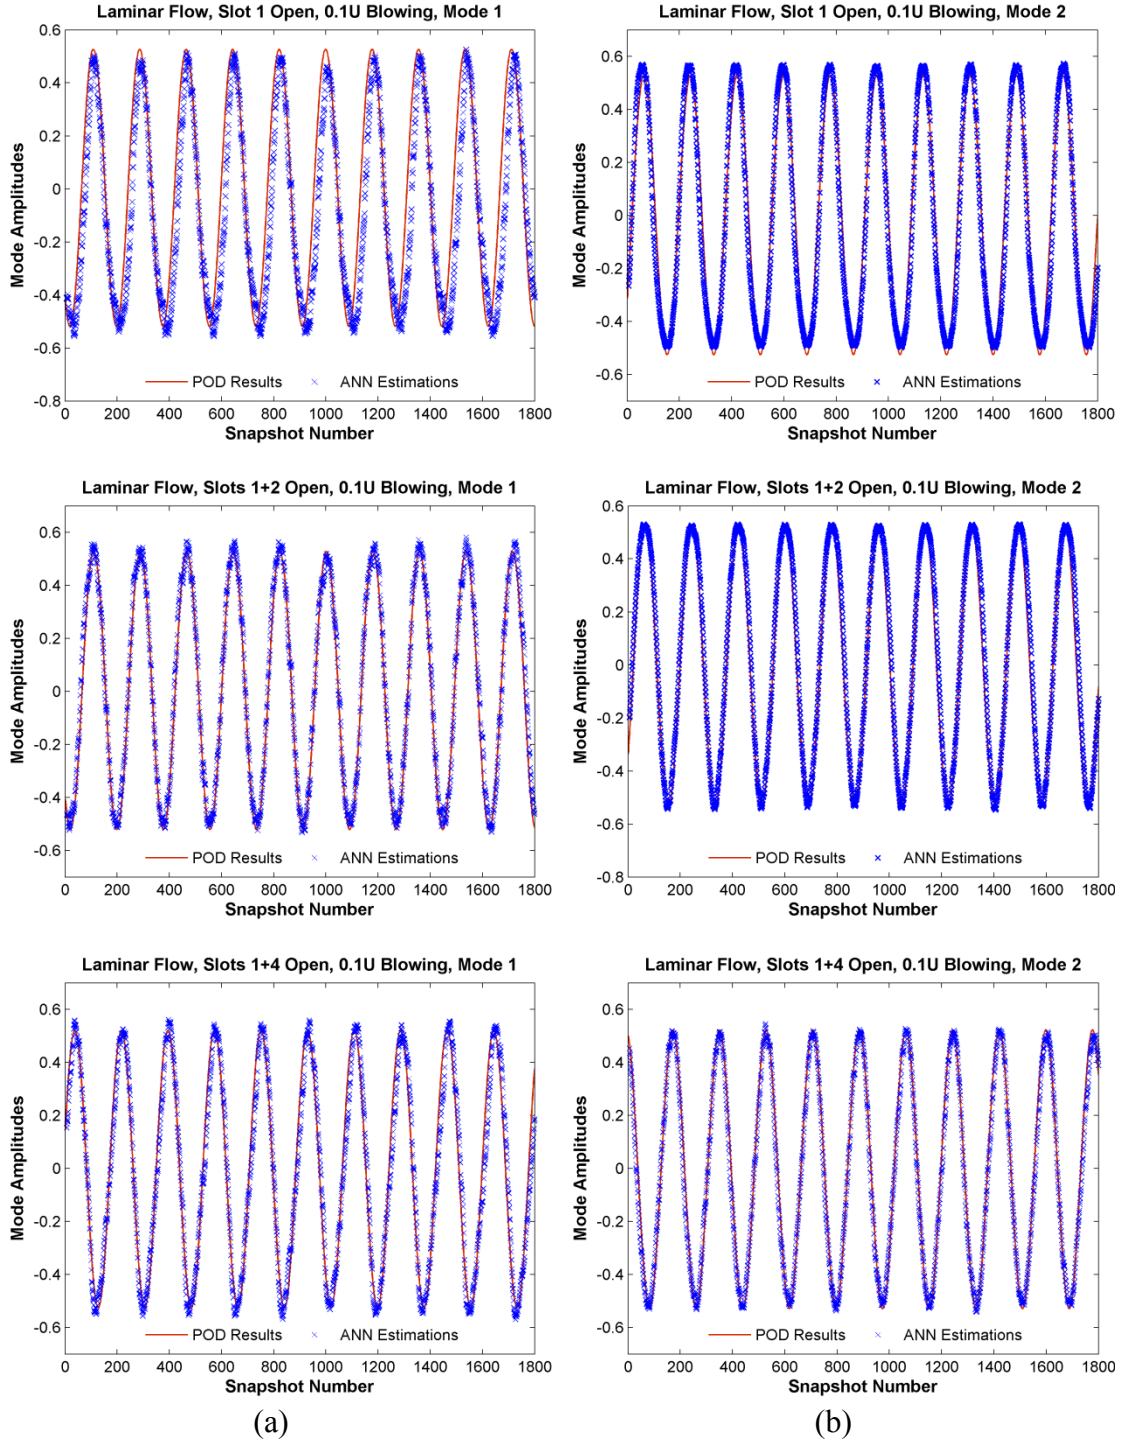 Laminar Flow, Slot 1 Open, 0.1U Blowing, Mode 1
0.6
0.4
0.2
0
-0.2
-0.4
-0.6
-0.8
Mode Amplitudes
POD Results
ANN Estimations
0 200 400 600 800 1000 1200 1400 1600 1800
Snapshot Number
Laminar Flow, Slot 1 Open, 0.1U Blowing, Mode 2
0.6
0.4
0.2
0
-0.2
-0.4
-0.6
Mode Amplitudes
POD Results
ANN Estimations
0 200 400 600 800 1000 1200 1400 1600 1800
Snapshot Number
Laminar Flow, Slots 1+2 Open, 0.1U Blowing, Mode 1
0.6
0.4
0.2
0
-0.2
-0.4
-0.6
Mode Amplitudes
POD Results
ANN Estimations
0 200 400 600 800 1000 1200 1400 1600 1800
Snapshot Number
Laminar Flow, Slots 1+2 Open, 0.1U Blowing, Mode 2
0.6
0.4
0.2
0
-0.2
-0.4
-0.6
-0.8
Mode Amplitudes
POD Results
ANN Estimations
0 200 400 600 800 1000 1200 1400 1600 1800
Snapshot Number
Laminar Flow, Slots 1+4 Open, 0.1U Blowing, Mode 1
0.6
0.4
0.2
0
-0.2
-0.4
-0.6
Mode Amplitudes
POD Results
ANN Estimations
0 200 400 600 800 1000 1200 1400 1600 1800
Snapshot Number
Laminar Flow, Slots 1+4 Open, 0.1U Blowing, Mode 2
0.6
0.4
0.2
0
-0.2
-0.4
-0.6
Mode Amplitudes
POD Results
ANN Estimations
0 200 400 600 800 1000 1200 1400 1600 1800
Snapshot Number
(a)
(b)